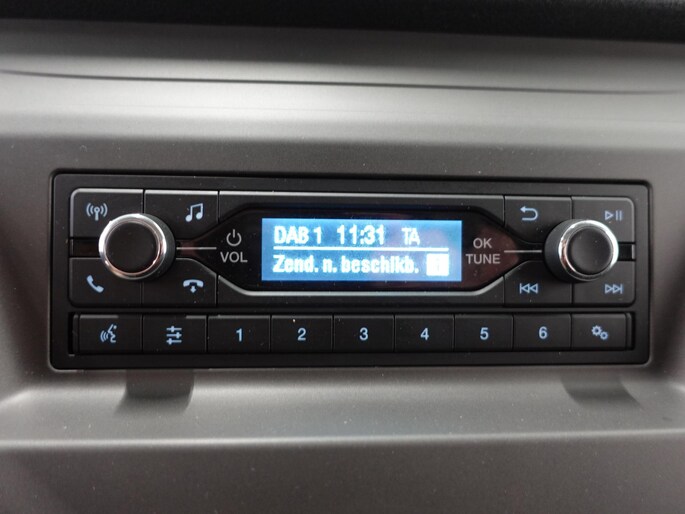 DAB 1 11:31 TA
Zend. n. beschikb.
VOL
OK
TUNE
1 2 3 4 5 6